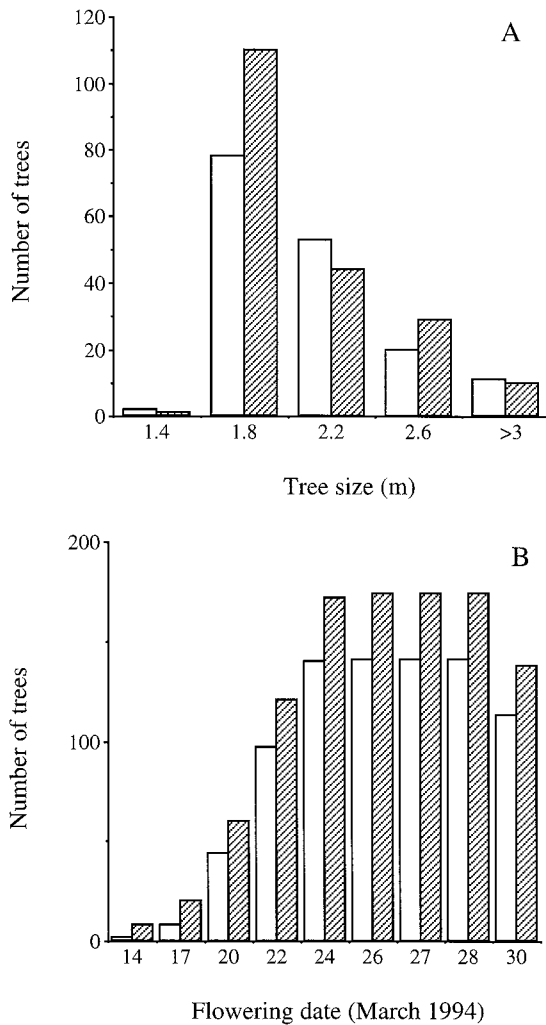 A
Number of trees
120
100
80
60
40
20
0
1.4 1.8 2.2 2.6 >3
Tree size (m)
B
Number of trees
200
100
0
14 17 20 22 24 26 27 28 30
Flowering date (March 1994)